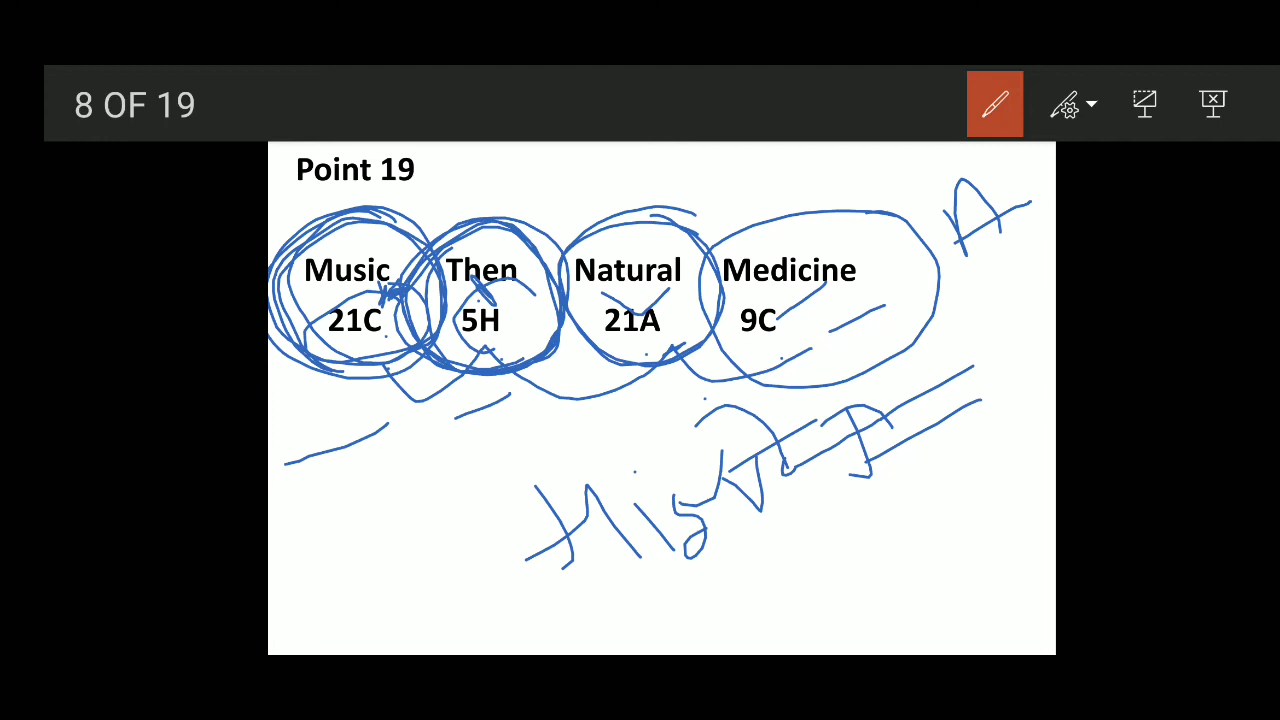 8 OF 19
Point 19
Music Then Natural Medicine
21C 5H 21A 9C